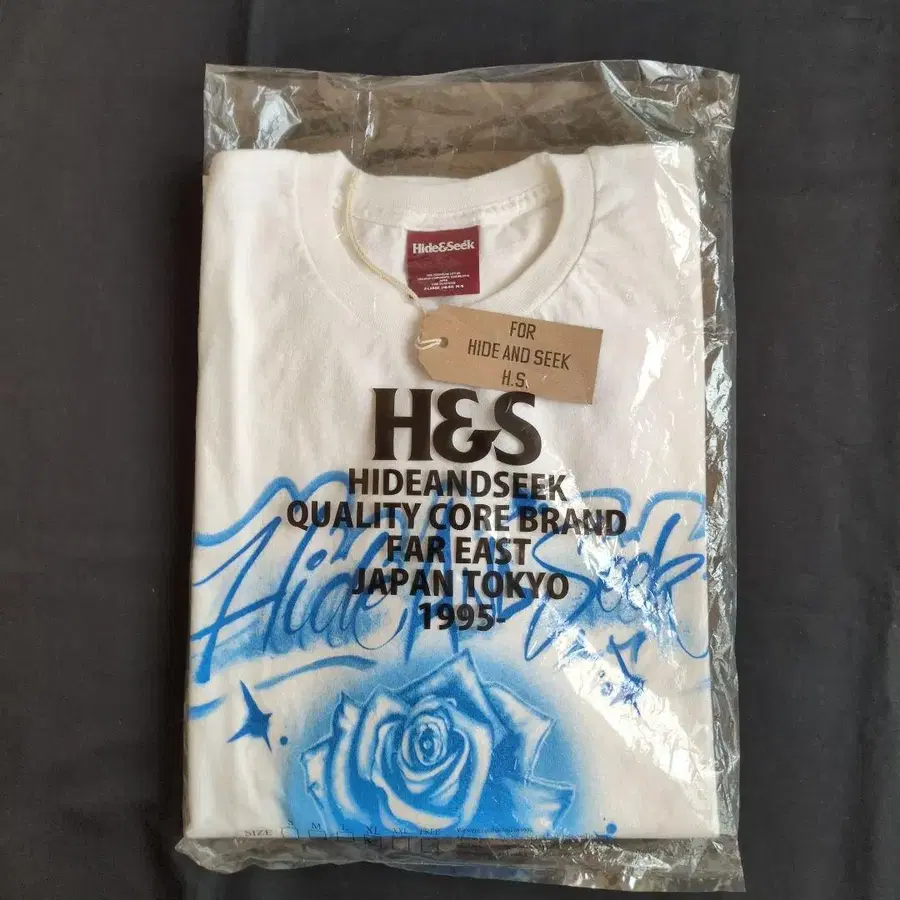 Hide&Seek
FOR
HIDE AND SEEK
H.S.
H&S
HIDEANDSEEK
QUALITY CORE BRAND
FAR EAST
JAPAN TOKYO
1995-
Hide AND Seek
SIZE S M L XL XXL